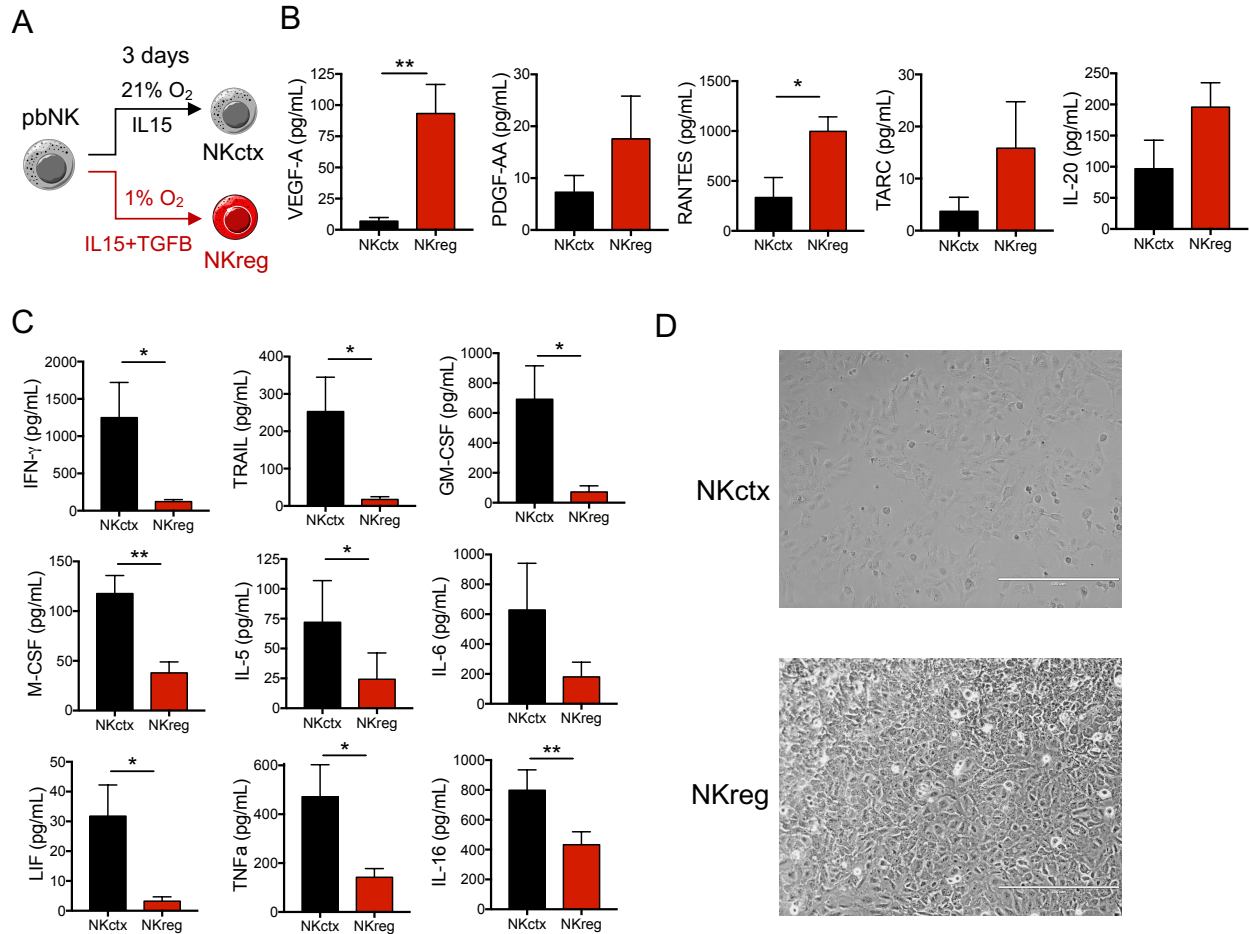 A
3 days
21% O2
pbNK
IL15
NKctx
1% O2
IL15+TGFB
NKreg
B
VEGF-A (pg/mL)
125
100
75
50
25
0
**
NKctx NKreg
PDGF-AA (pg/mL)
30
20
10
0
NKctx NKreg
RANTES (pg/mL)
1500
1000
500
0
*
NKctx NKreg
TARC (pg/mL)
30
20
10
0
NKctx NKreg
IL-20 (pg/mL)
250
200
150
100
50
0
NKctx NKreg
C
IFN-γ (pg/mL)
2000
1500
1000
500
0
*
NKctx NKreg
TRAIL (pg/mL)
400
300
200
100
0
*
NKctx NKreg
GM-CSF (pg/mL)
1000
800
600
400
200
0
*
NKctx NKreg
M-CSF (pg/mL)
150
100
50
0
**
NKctx NKreg
IL-5 (pg/mL)
125
100
75
50
25
0
*
NKctx NKreg
IL-6 (pg/mL)
1000
800
600
400
200
0
NKctx NKreg
LIF (pg/mL)
50
40
30
20
10
0
*
NKctx NKreg
TNFa (pg/mL)
600
400
200
0
*
NKctx NKreg
IL-16 (pg/mL)
1000
800
600
400
200
0
**
NKctx NKreg
D
NKctx
NKreg